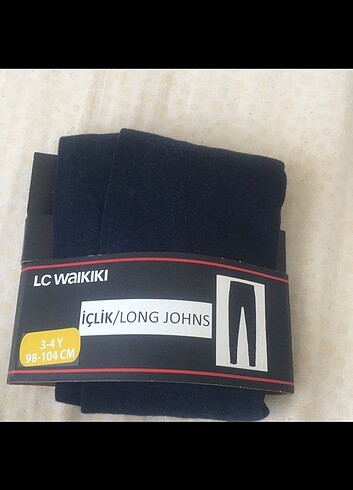 LC WAIKIKI
İÇLİK/LONG JOHNS
3-4 Y
98-104 CM